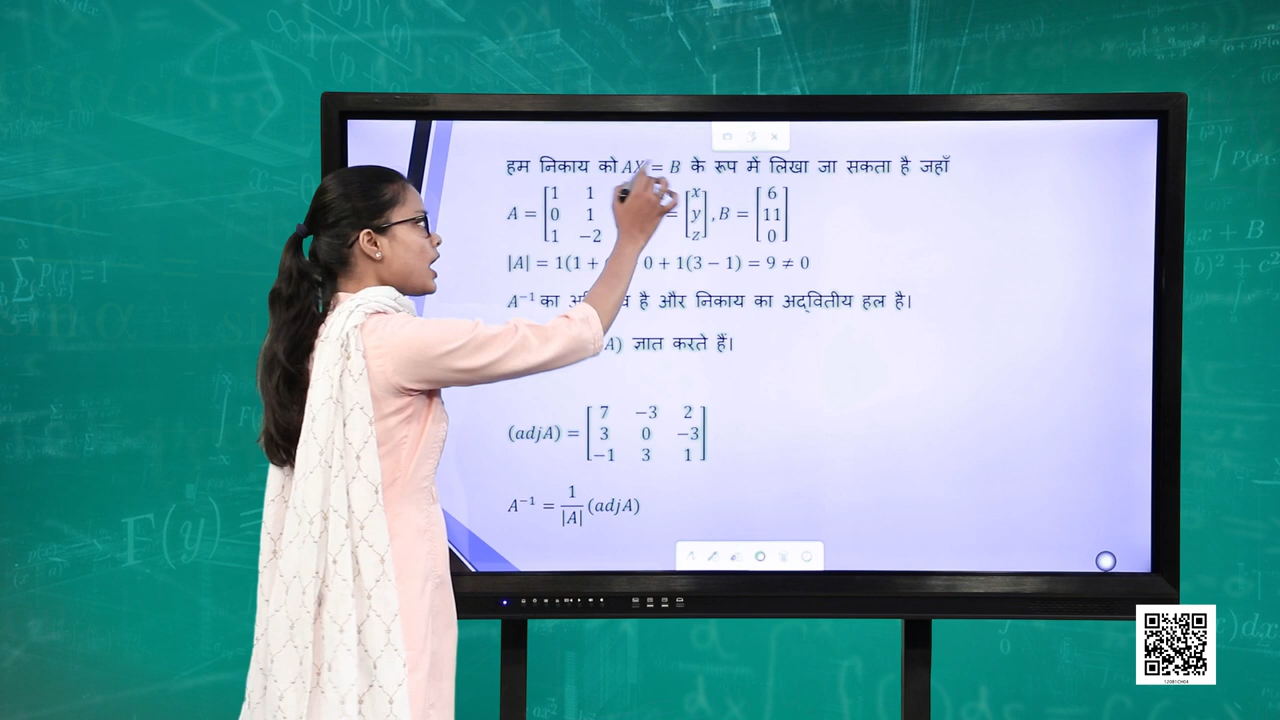 हम निकाय को AX = B के रूप में लिखा जा सकता है जहाँ
A = [1 1
0 1
1 −2 = [x y z], B = [6 11 0]
|A| = 1(1 + 0 + 1(3 − 1) = 9 ≠ 0
A⁻¹ का है और निकाय का अद्वितीय हल है।
A) ज्ञात करते हैं।
(adjA) = [7 −3 2
3 0 −3
−1 3 1]
A⁻¹ = 1/|A| (adjA)
12081CH04